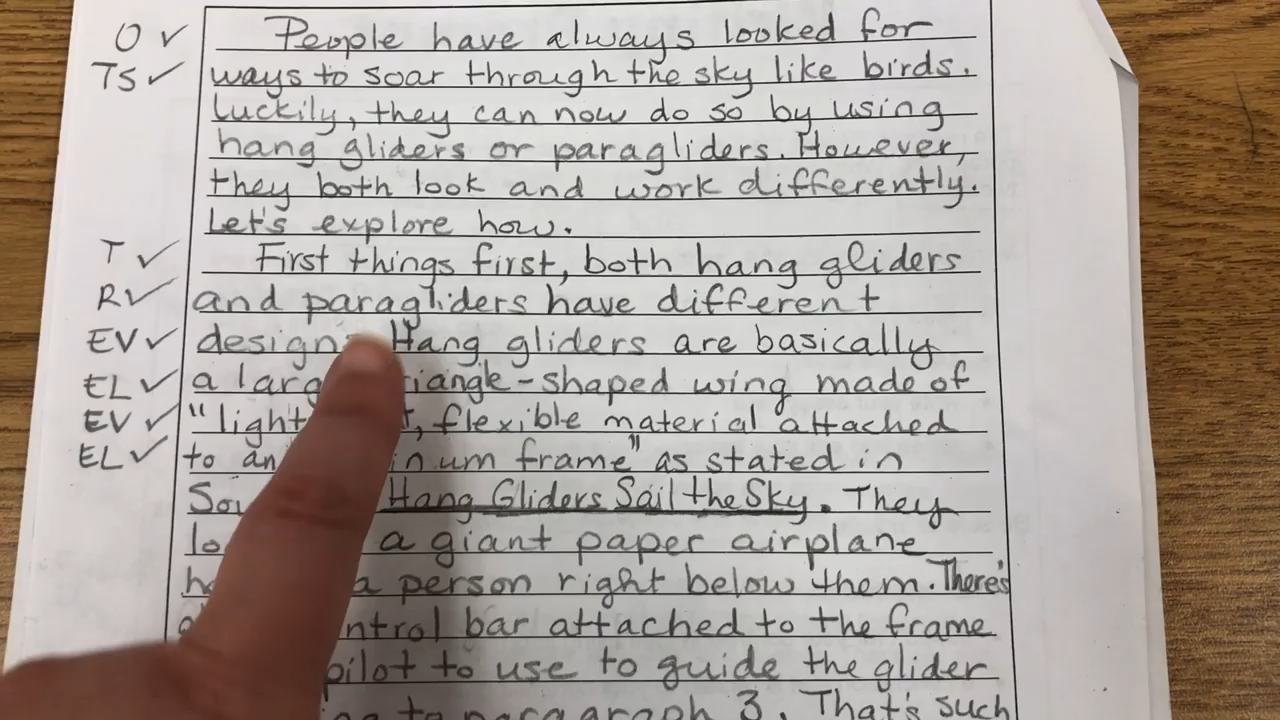 O ✓ People have always looked for
TS ✓ ways to soar through the sky like birds.
Luckily, they can now do so by using
hang gliders or paragliders. However,
they both look and work differently.
Let's explore how.
T ✓ First things first, both hang gliders
R ✓ and paragliders have different
EV ✓ Hang gliders are basically
EL ✓ a -shaped wing made of
EV ✓ flexible material attached
EL ✓ to frame" as stated in
Hang Gliders Sail the Sky. They
a giant paper airplane
a person right below them. There's
bar attached to the frame
pilot to use to guide the glider
to paragraph 3. That's such